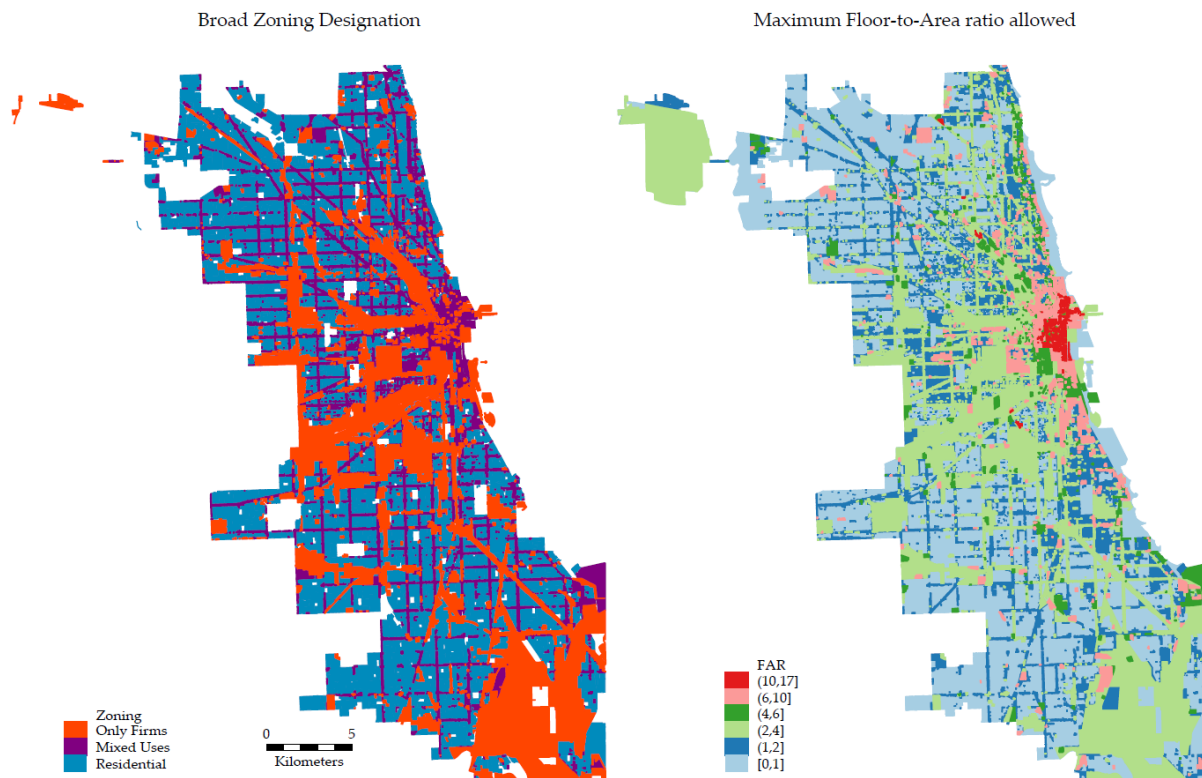 Broad Zoning Designation
Maximum Floor-to-Area ratio allowed
Zoning
Only Firms
Mixed Uses
Residential
0 5
Kilometers
FAR
(10,17]
(6,10]
(4,6]
(2,4]
(1,2]
[0,1]